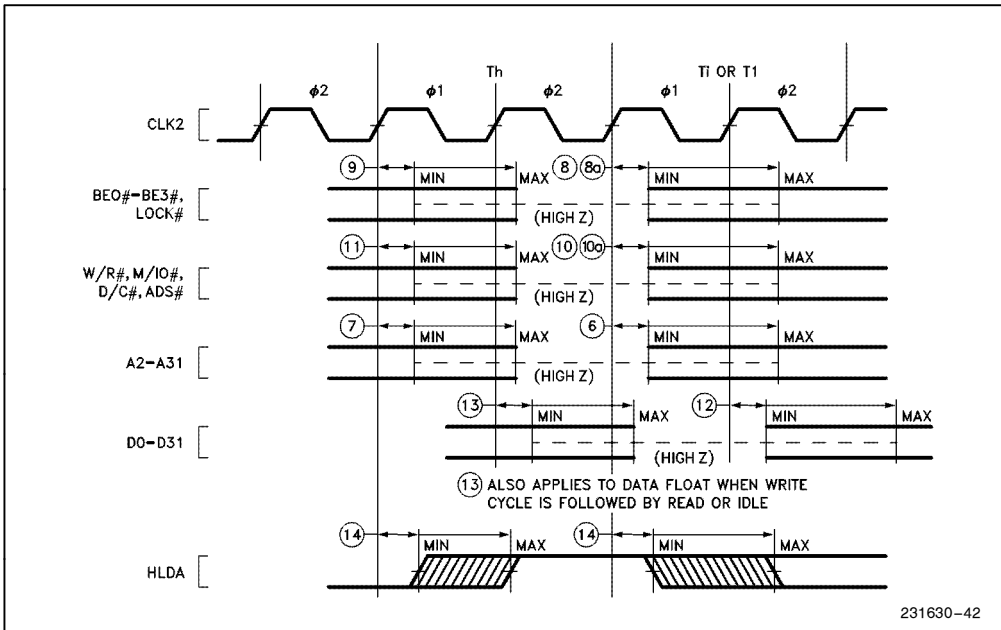 Th Ti OR T1
ϕ2 ϕ1 ϕ2 ϕ1 ϕ2
CLK2
9 8 8a
MIN MAX MIN MAX
BE0#–BE3#,
LOCK#
(HIGH Z)
11 10 10a
MIN MAX MIN MAX
W/R#, M/IO#,
D/C#, ADS#
(HIGH Z)
7 6
MIN MAX MIN MAX
A2–A31
(HIGH Z)
13 12
MIN MAX MIN MAX
D0–D31
(HIGH Z)
13 ALSO APPLIES TO DATA FLOAT WHEN WRITE
CYCLE IS FOLLOWED BY READ OR IDLE
14 14
MIN MAX MIN MAX
HLDA
231630–42